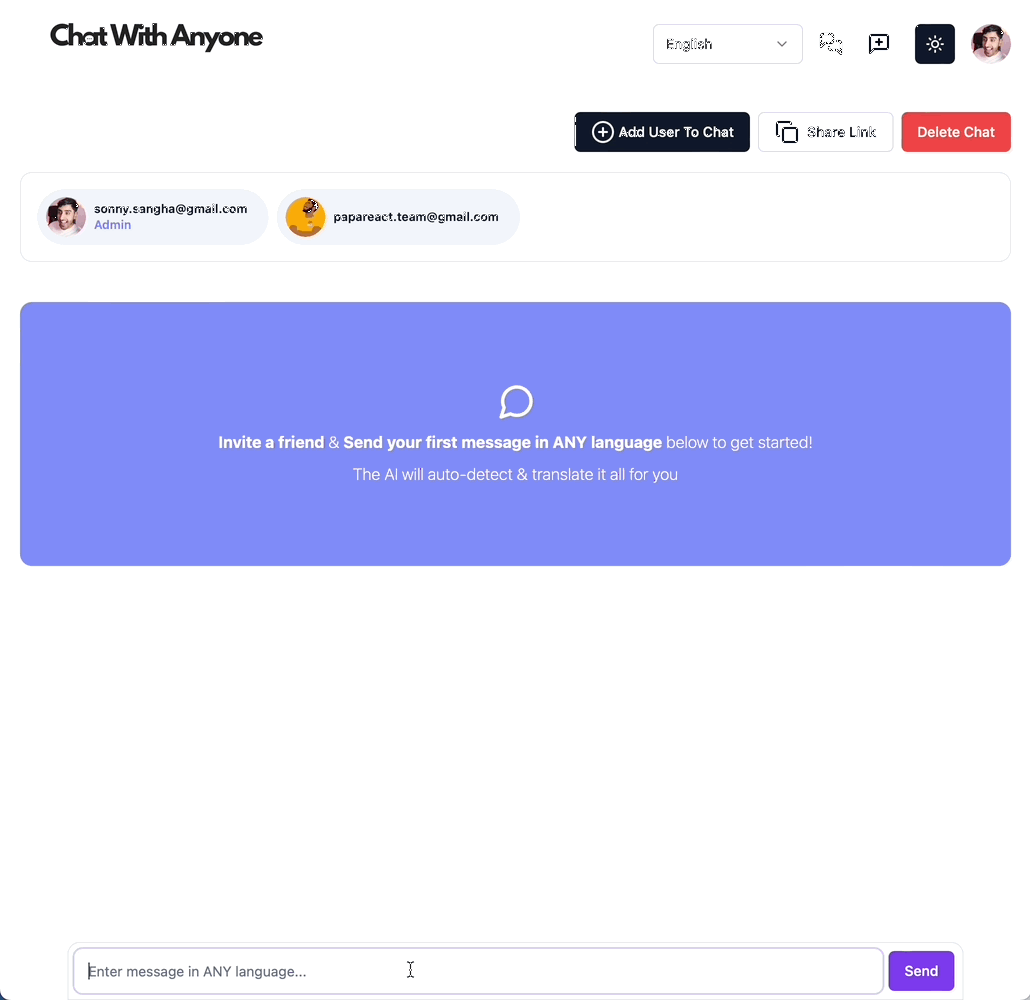 Chat With Anyone
English
Add User To Chat
Share Link
Delete Chat
sonny.sangha@gmail.com
Admin
papareact.team@gmail.com
Invite a friend & Send your first message in ANY language below to get started!
The AI will auto-detect & translate it all for you
Enter message in ANY language...
Send